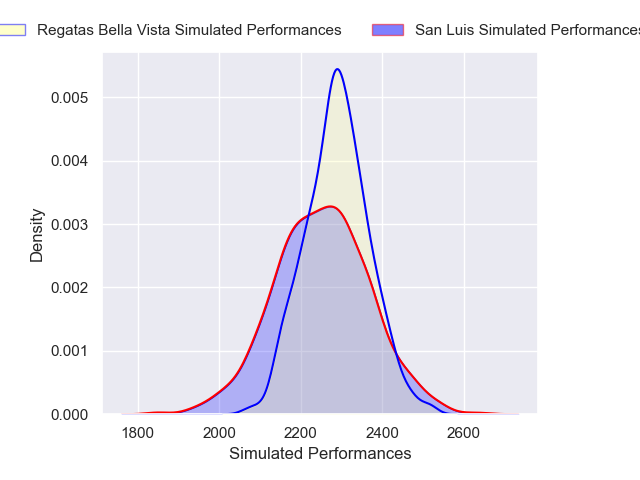 Regatas Bella Vista Simulated Performances
San Luis Simulated Performances
0.005
0.004
0.003
0.002
0.001
0.000
Density
1800 2000 2200 2400 2600
Simulated Performances